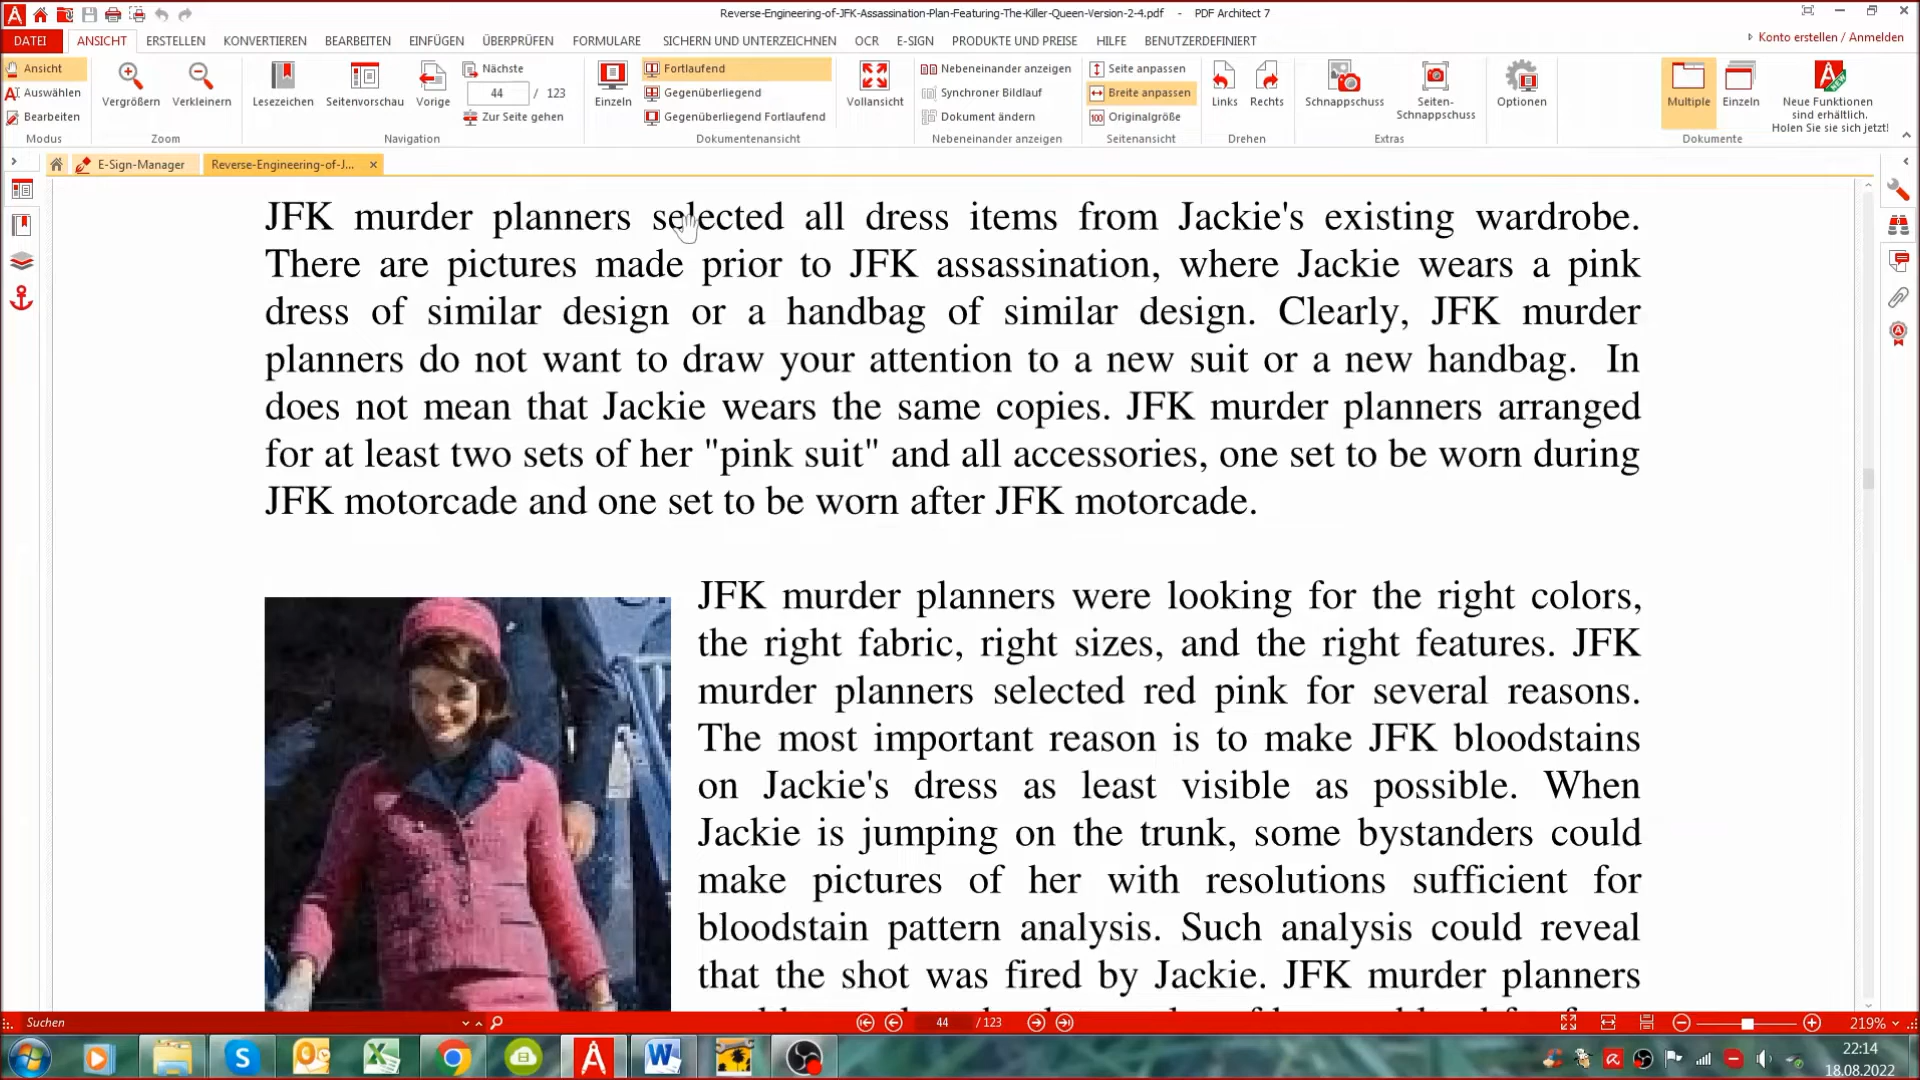 Reverse-Engineering-of-JFK-Assassination-Plan-Featuring-The-Killer-Queen-Version-2-4.pdf - PDF Architect 7
DATEI ANSICHT ERSTELLEN KONVERTIEREN BEARBEITEN EINFÜGEN ÜBERPRÜFEN FORMULARE SICHERN UND UNTERZEICHNEN OCR E-SIGN PRODUKTE UND PREISE HILFE BENUTZERDEFINIERT Konto erstellen / Anmelden
Ansicht
Auswählen
Bearbeiten
Modus
Vergrößern Verkleinern
Zoom
Lesezeichen Seitenvorschau Vorige
Nächste
44 / 123
Zur Seite gehen
Navigation
Einzeln
Fortlaufend
Gegenüberliegend
Gegenüberliegend Fortlaufend
Dokumentenansicht
Vollansicht
Nebeneinander anzeigen
Synchroner Bildlauf
Dokument ändern
Nebeneinander anzeigen
Seite anpassen
Breite anpassen
100 Originalgröße
Seitenansicht
Links Rechts
Drehen
Schnappschuss
Seiten-
Schnappschuss
Extras
Optionen
Multiple Einzeln
Dokumente
Neue Funktionen
sind erhältlich.
Holen Sie sie sich jetzt!
E-Sign-Manager Reverse-Engineering-of-J...
JFK murder planners selected all dress items from Jackie's existing wardrobe.
There are pictures made prior to JFK assassination, where Jackie wears a pink
dress of similar design or a handbag of similar design. Clearly, JFK murder
planners do not want to draw your attention to a new suit or a new handbag. In
does not mean that Jackie wears the same copies. JFK murder planners arranged
for at least two sets of her "pink suit" and all accessories, one set to be worn during
JFK motorcade and one set to be worn after JFK motorcade.
JFK murder planners were looking for the right colors,
the right fabric, right sizes, and the right features. JFK
murder planners selected red pink for several reasons.
The most important reason is to make JFK bloodstains
on Jackie's dress as least visible as possible. When
Jackie is jumping on the trunk, some bystanders could
make pictures of her with resolutions sufficient for
bloodstain pattern analysis. Such analysis could reveal
that the shot was fired by Jackie. JFK murder planners
Suchen 44 / 123 219%
22:14
18.08.2022